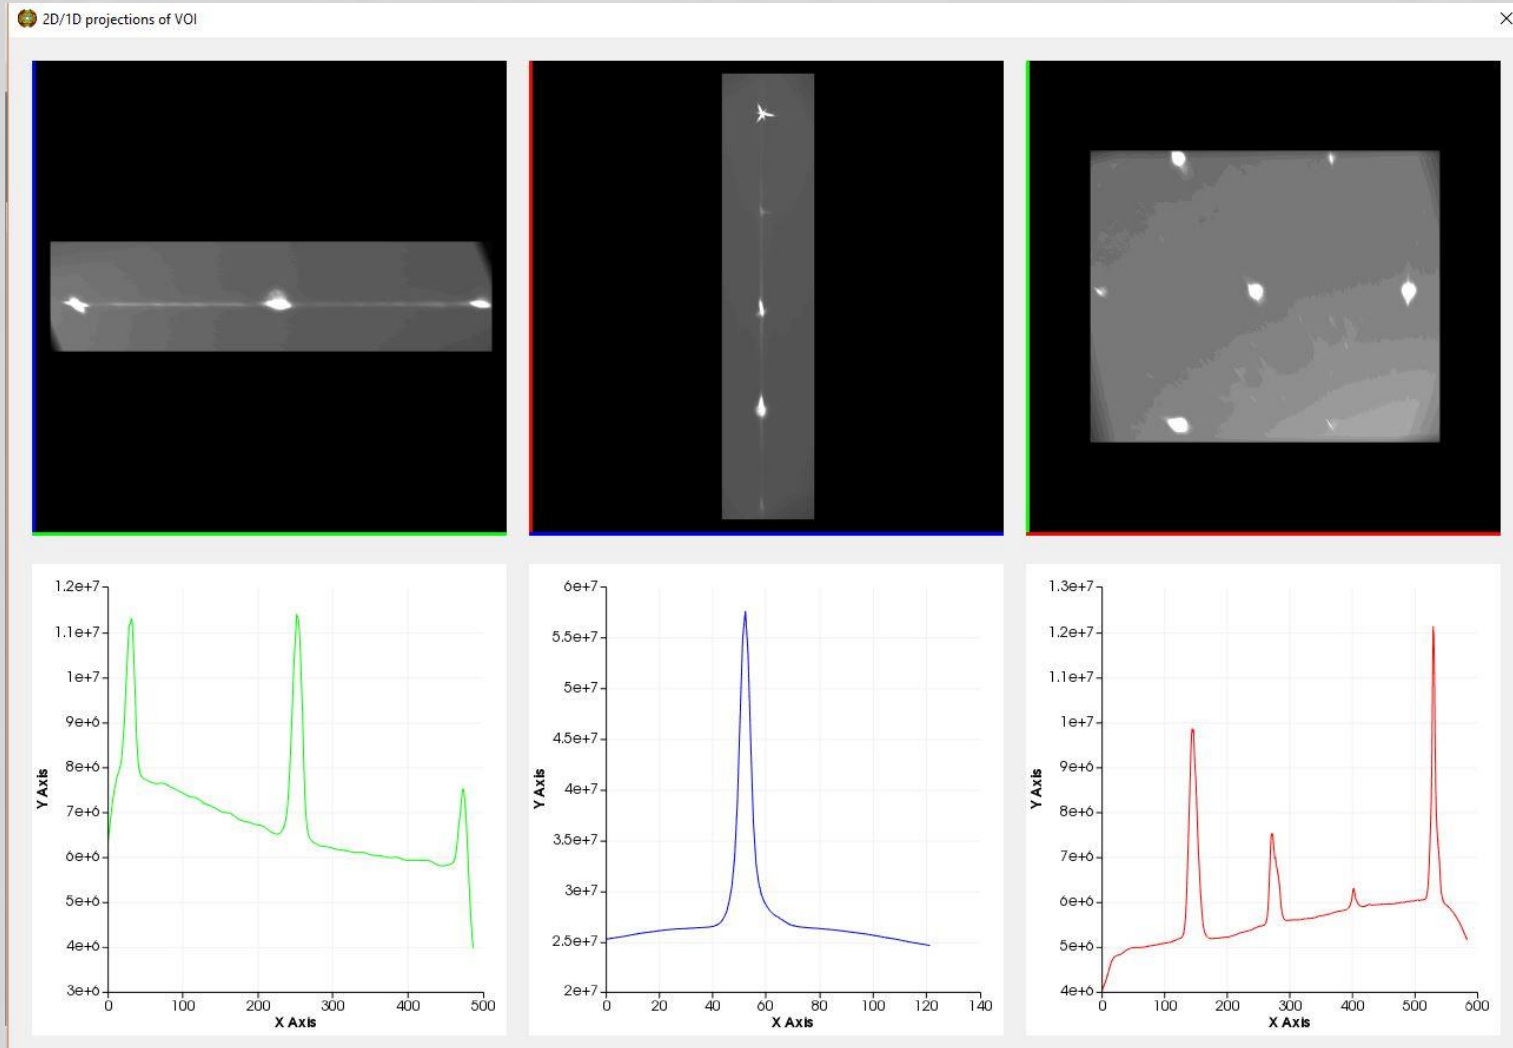 2D/1D projections of VOI
1.2e+7
1.1e+7
1e+7
9e+6
8e+6
7e+6
6e+6
5e+6
4e+6
3e+6
Y Axis
0 100 200 300 400 500
X Axis
6e+7
5.5e+7
5e+7
4.5e+7
4e+7
3.5e+7
3e+7
2.5e+7
2e+7
Y Axis
0 20 40 60 80 100 120 140
X Axis
1.3e+7
1.2e+7
1.1e+7
1e+7
9e+6
8e+6
7e+6
6e+6
5e+6
4e+6
Y Axis
0 100 200 300 400 500 600
X Axis